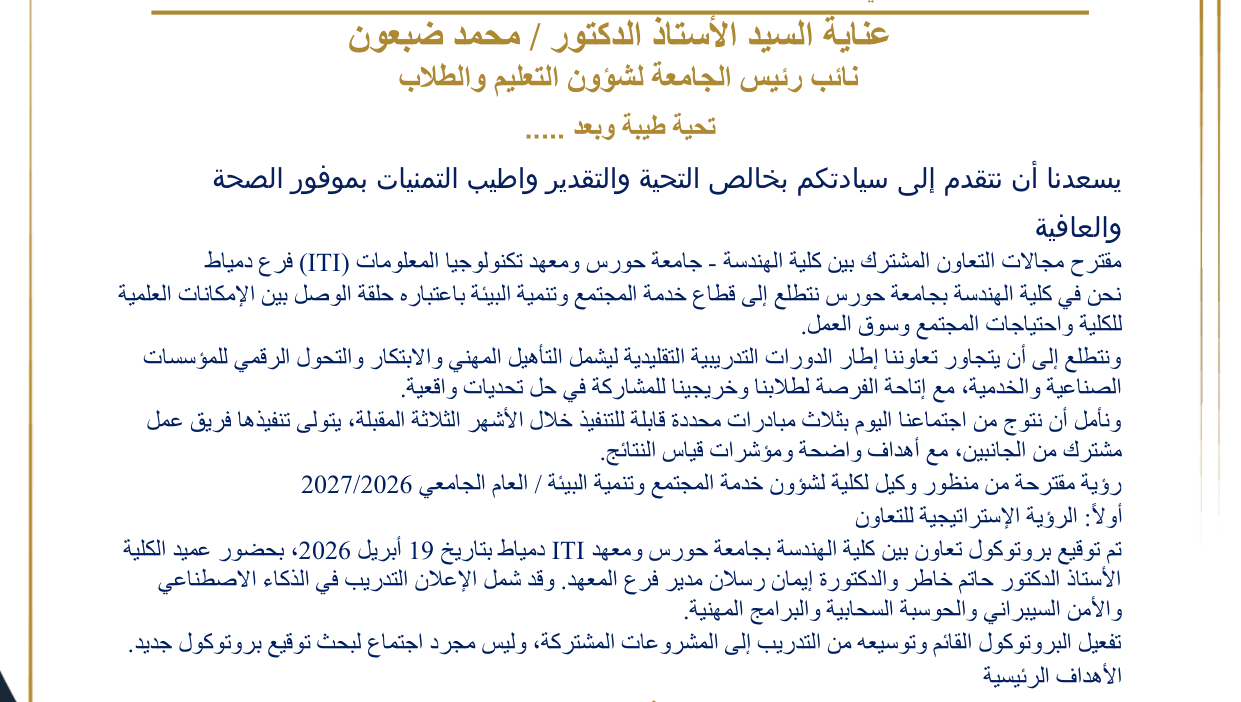 عناية السيد الأستاذ الدكتور / محمد ضبعون
نائب رئيس الجامعة لشؤون التعليم والطلاب
تحية طيبة وبعد .....
يسعدنا أن نتقدم إلى سيادتكم بخالص التحية والتقدير واطيب التمنيات بموفور الصحة
والعافية
مقترح مجالات التعاون المشترك بين كلية الهندسة - جامعة حورس ومعهد تكنولوجيا المعلومات (ITI) فرع دمياط
نحن في كلية الهندسة بجامعة حورس نتطلع إلى قطاع خدمة المجتمع وتنمية البيئة باعتباره حلقة الوصل بين الإمكانات العلمية
للكلية واحتياجات المجتمع وسوق العمل.
ونتطلع إلى أن يتجاور تعاوننا إطار الدورات التدريبية التقليدية ليشمل التأهيل المهني والابتكار والتحول الرقمي للمؤسسات
الصناعية والخدمية، مع إتاحة الفرصة لطلابنا وخريجينا للمشاركة في حل تحديات واقعية.
ونأمل أن نتوج من اجتماعنا اليوم بثلاث مبادرات محددة قابلة للتنفيذ خلال الأشهر الثلاثة المقبلة، يتولى تنفيذها فريق عمل
مشترك من الجانبين، مع أهداف واضحة ومؤشرات قياس النتائج.
رؤية مقترحة من منظور وكيل لكلية لشؤون خدمة المجتمع وتنمية البيئة / العام الجامعي 2027/2026
أولاً: الرؤية الإستراتيجية للتعاون
تم توقيع بروتوكول تعاون بين كلية الهندسة بجامعة حورس ومعهد ITI دمياط بتاريخ 19 أبريل 2026، بحضور عميد الكلية
الأستاذ الدكتور حاتم خاطر والدكتورة إيمان رسلان مدير فرع المعهد. وقد شمل الإعلان التدريب في الذكاء الاصطناعي
والأمن السيبراني والحوسبة السحابية والبرامج المهنية.
تفعيل البروتوكول القائم وتوسيعه من التدريب إلى المشروعات المشتركة، وليس مجرد اجتماع لبحث توقيع بروتوكول جديد.
الأهداف الرئيسية